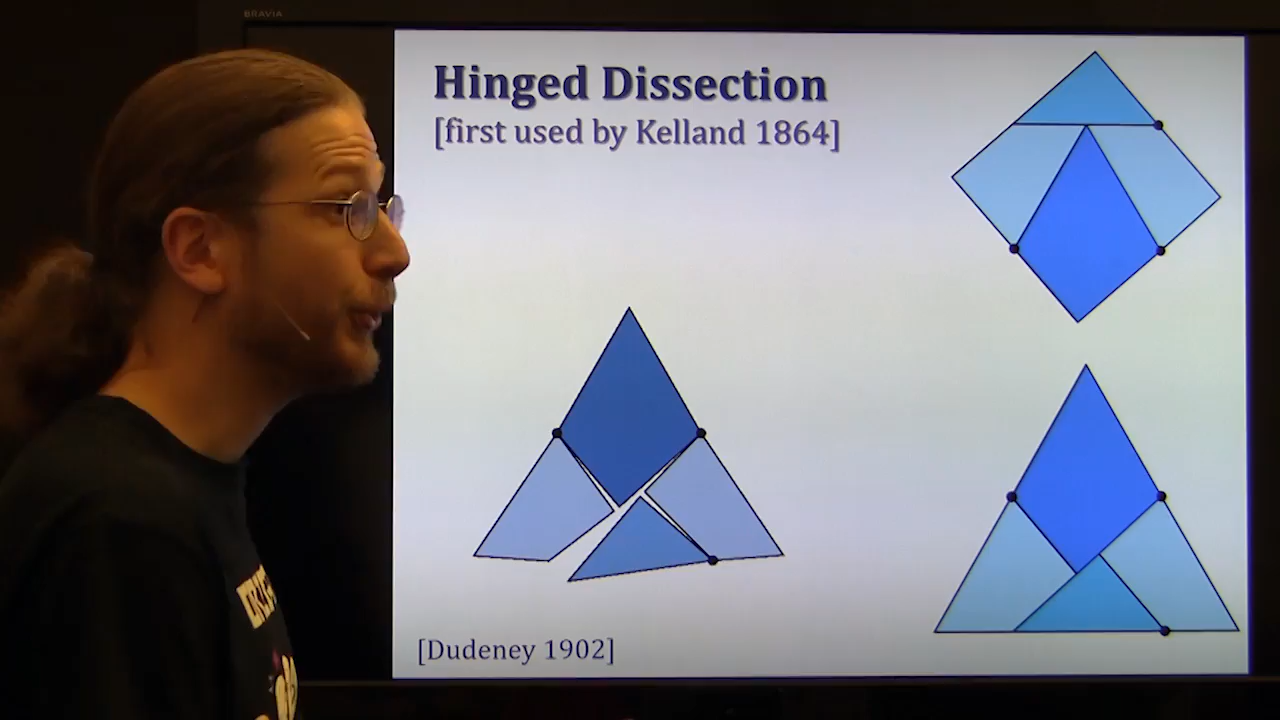 BRAVIA
Hinged Dissection
[first used by Kelland 1864]
[Dudeney 1902]